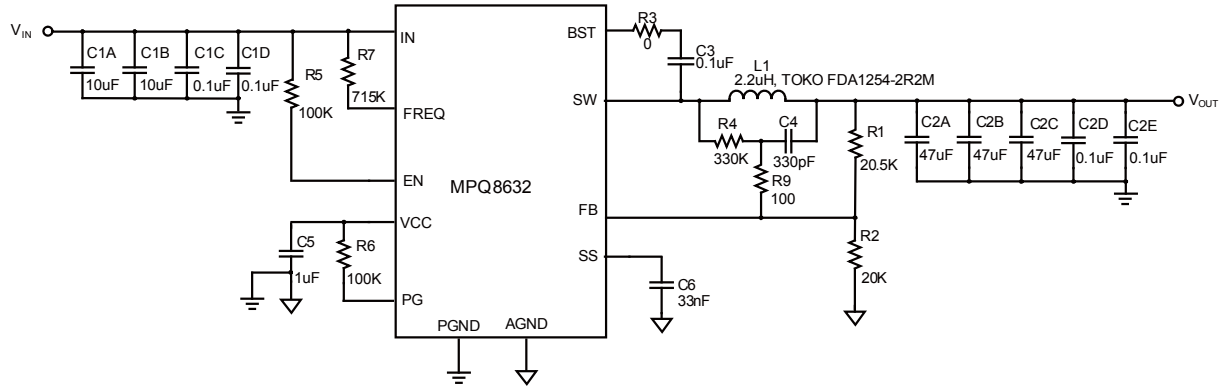 VIN
C1A
10uF
C1B
10uF
C1C
0.1uF
C1D
0.1uF
R5
100K
R7
715K
IN
FREQ
EN
VCC
PG
PGND
AGND
MPQ8632
BST
SW
FB
SS
C5
1uF
R6
100K
R3
0
C3
0.1uF
L1
2.2uH, TOKO FDA1254-2R2M
R4
330K
C4
330pF
R9
100
R1
20.5K
R2
20K
C6
33nF
C2A
47uF
C2B
47uF
C2C
47uF
C2D
0.1uF
C2E
0.1uF
VOUT